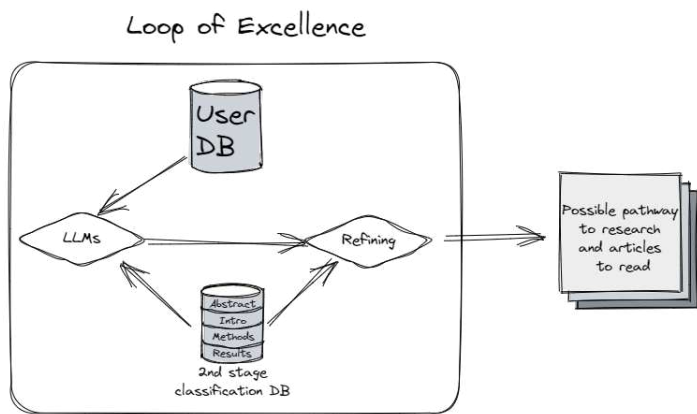 Loop of Excellence
User
DB
LLMs
Refining
Possible pathway
to research
and articles
to read
Abstract
Intro
Methods
Results
2nd stage
classification DB